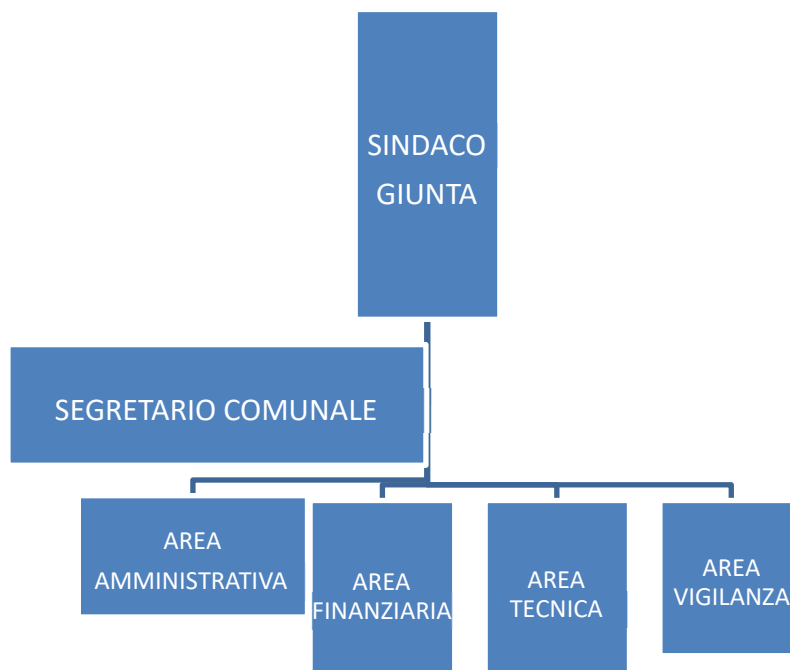 SINDACO
GIUNTA
SEGRETARIO COMUNALE
AREA
AMMINISTRATIVA
AREA
FINANZIARIA
AREA
TECNICA
AREA
VIGILANZA